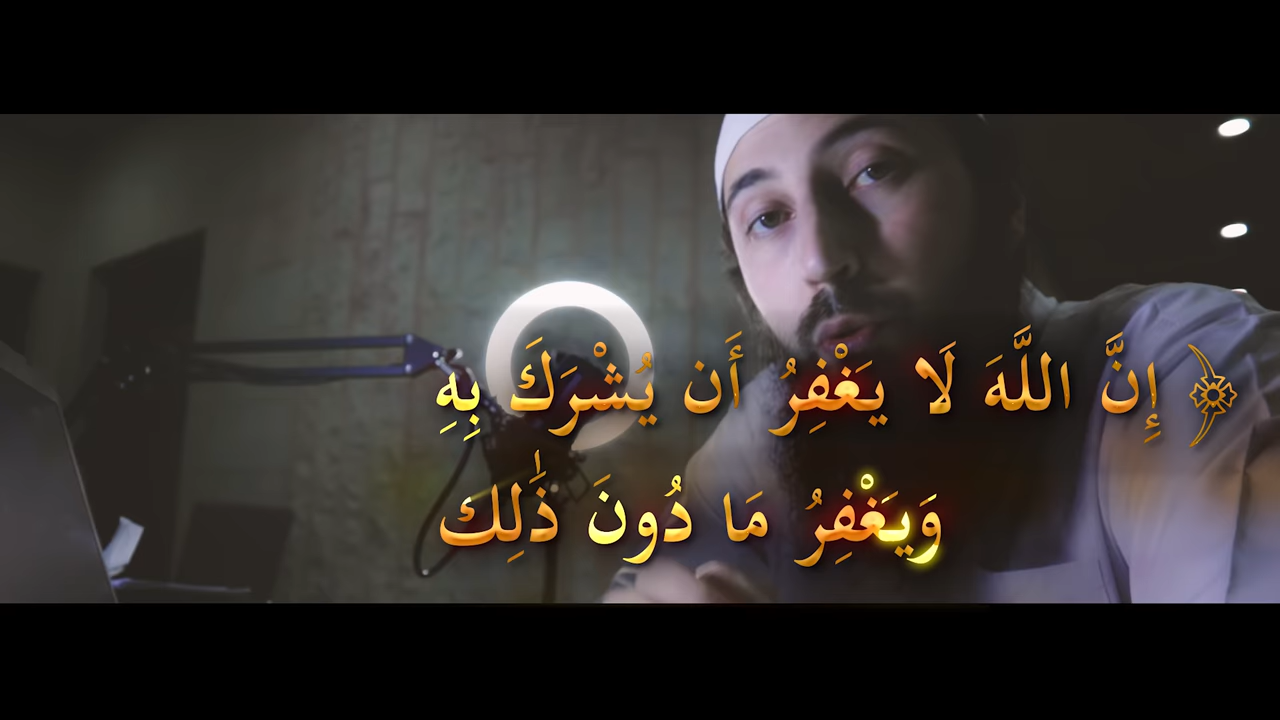 ﴿ إِنَّ اللَّهَ لَا يَغْفِرُ أَن يُشْرَكَ بِهِ
وَيَغْفِرُ مَا دُونَ ذَٰلِك